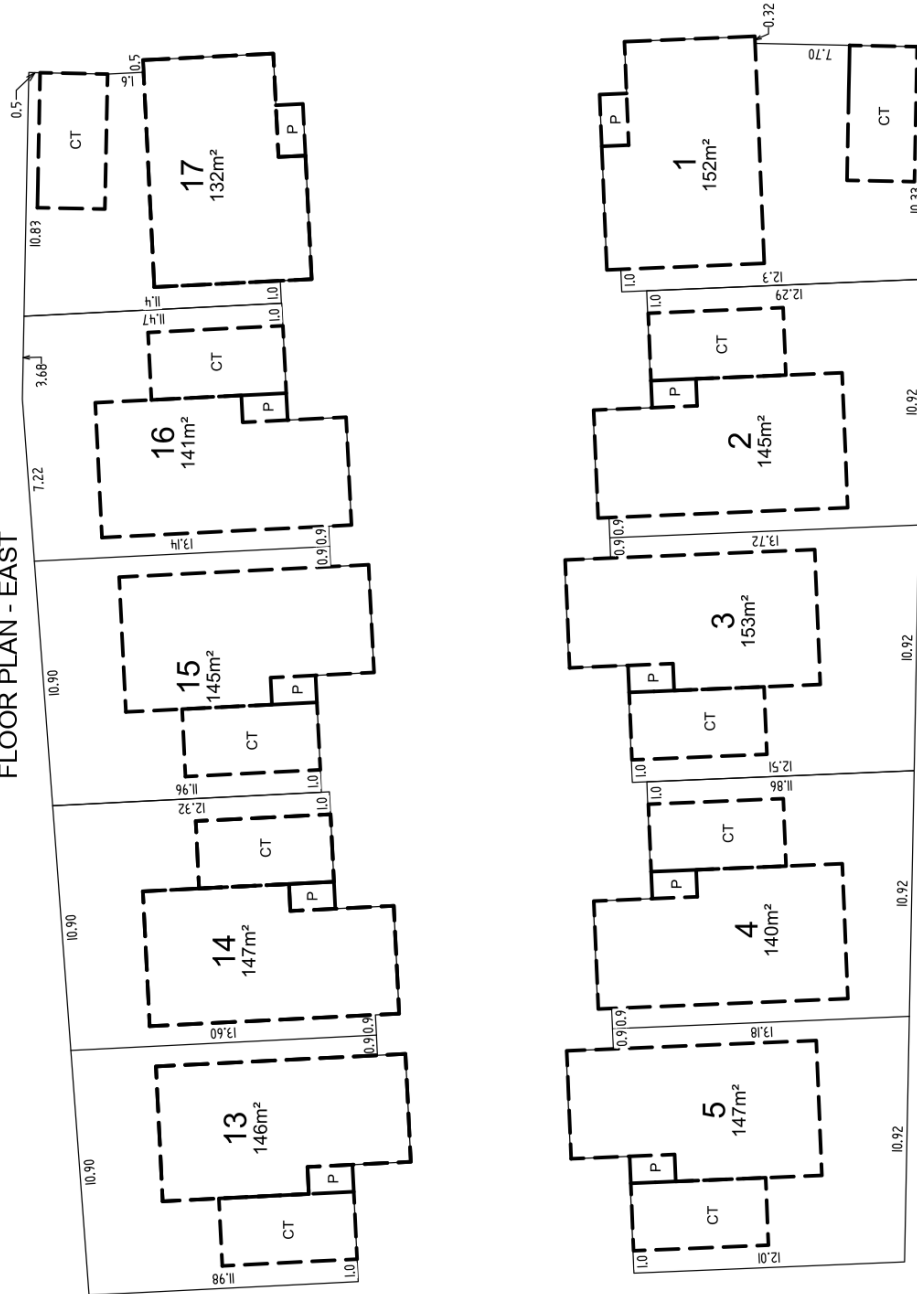 FLOOR PLAN - EAST
0.5
CT
10.83
1.6
0.5
17
132m²
P
11.4
1.0
3.68
11.47
1.0
CT
16
141m²
P
7.22
13.14
0.9
0.9
15
145m²
P
10.90
CT
11.96
1.0
12.32
1.0
CT
14
147m²
P
10.90
13.60
0.9
0.9
13
146m²
P
10.90
CT
11.98
1.0
0.32
7.70
P
1
152m²
CT
10.33
1.0
12.3
1.0
12.29
CT
P
2
145m²
10.92
0.9
0.9
13.72
3
153m²
P
10.92
CT
1.0
12.51
1.0
11.86
CT
P
4
140m²
10.92
0.9
0.9
13.18
5
147m²
P
10.92
CT
1.0
12.01